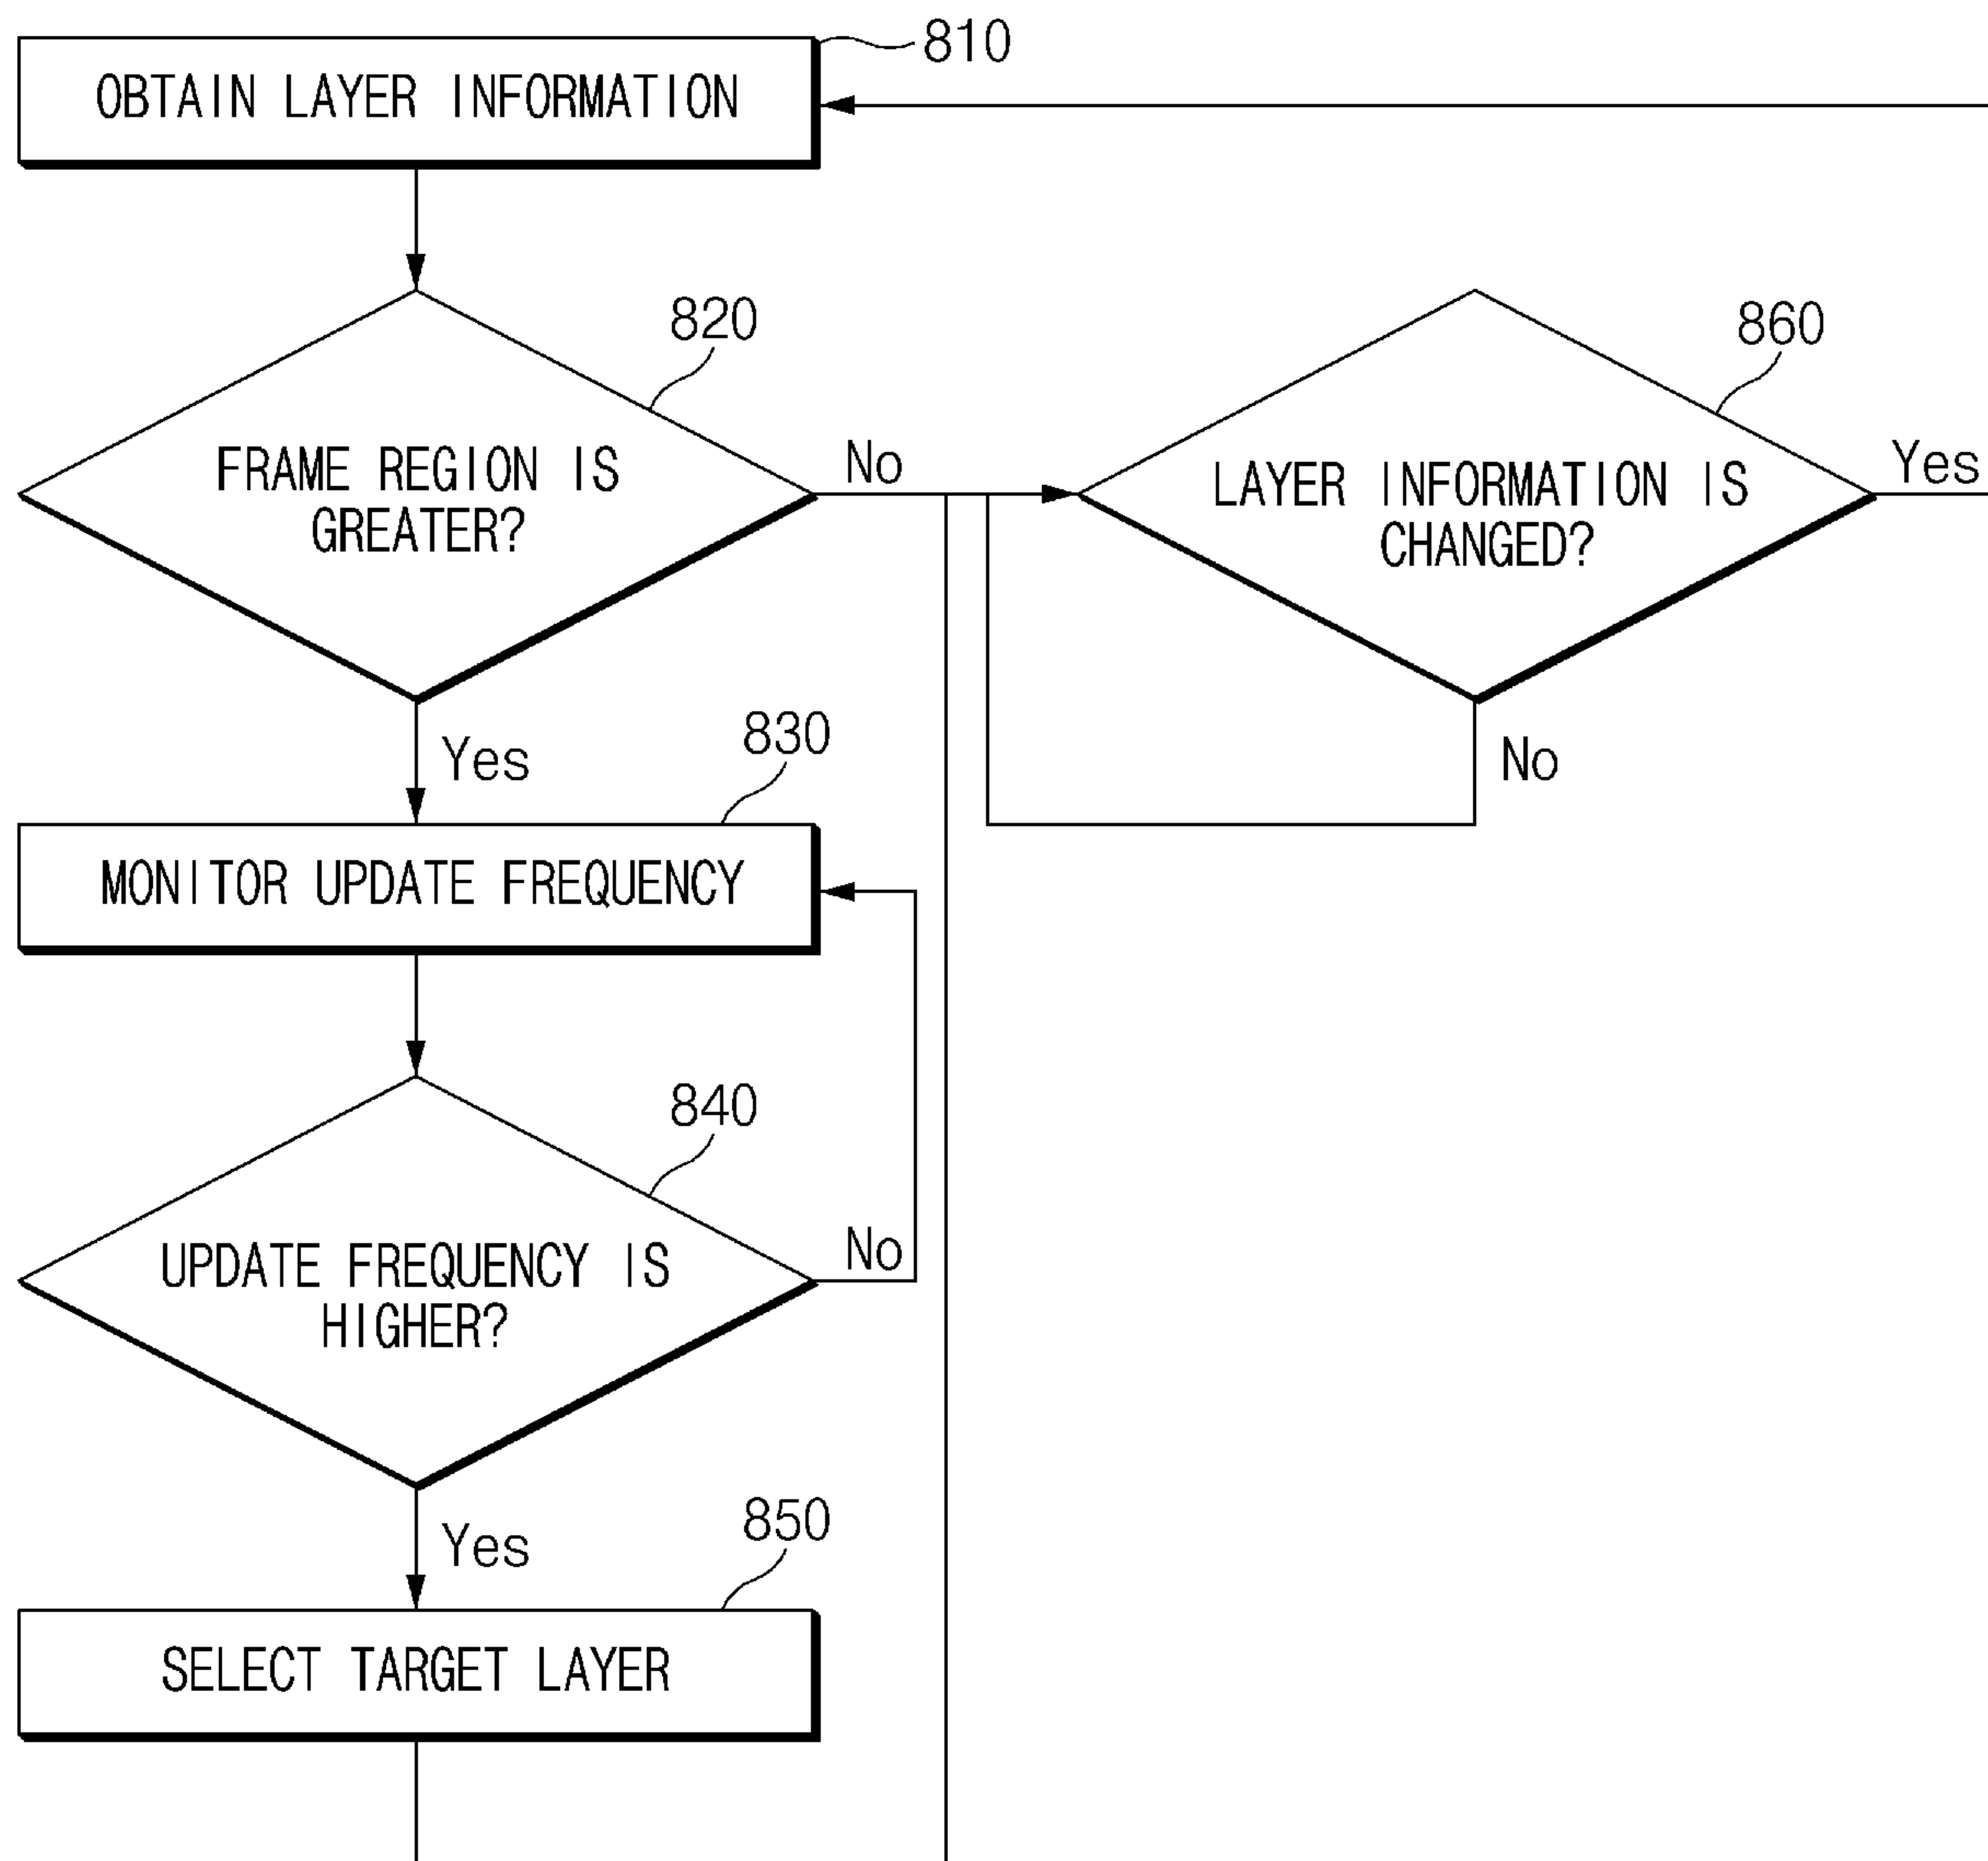 810
OBTAIN LAYER INFORMATION
820
860
FRAME REGION IS
GREATER?
No
LAYER INFORMATION IS
CHANGED?
Yes
Yes
830
No
MONITOR UPDATE FREQUENCY
840
UPDATE FREQUENCY IS
HIGHER?
No
Yes
850
SELECT TARGET LAYER